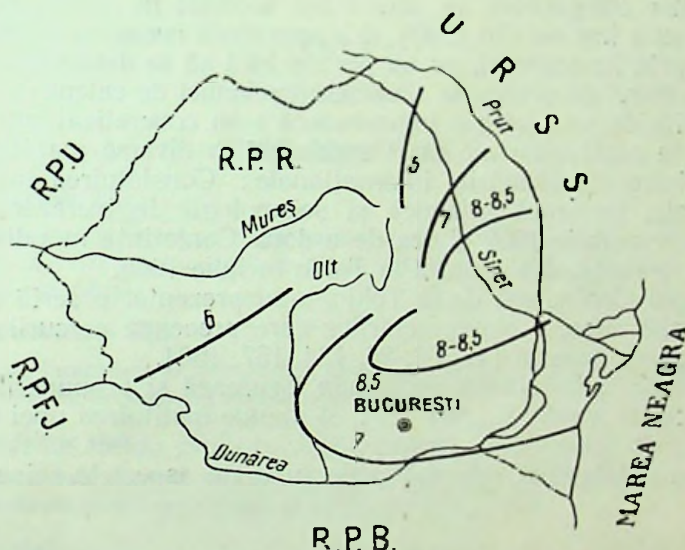 U R S S
Prut
R.P.U
R.P.R.
5
Mureș
7
8-8,5
Olt
Siret
6
8-8,5
8,5
BUCUREȘTI
R.P.F.J
7
Dunărea
MAREA NEAGRA
R.P.B.